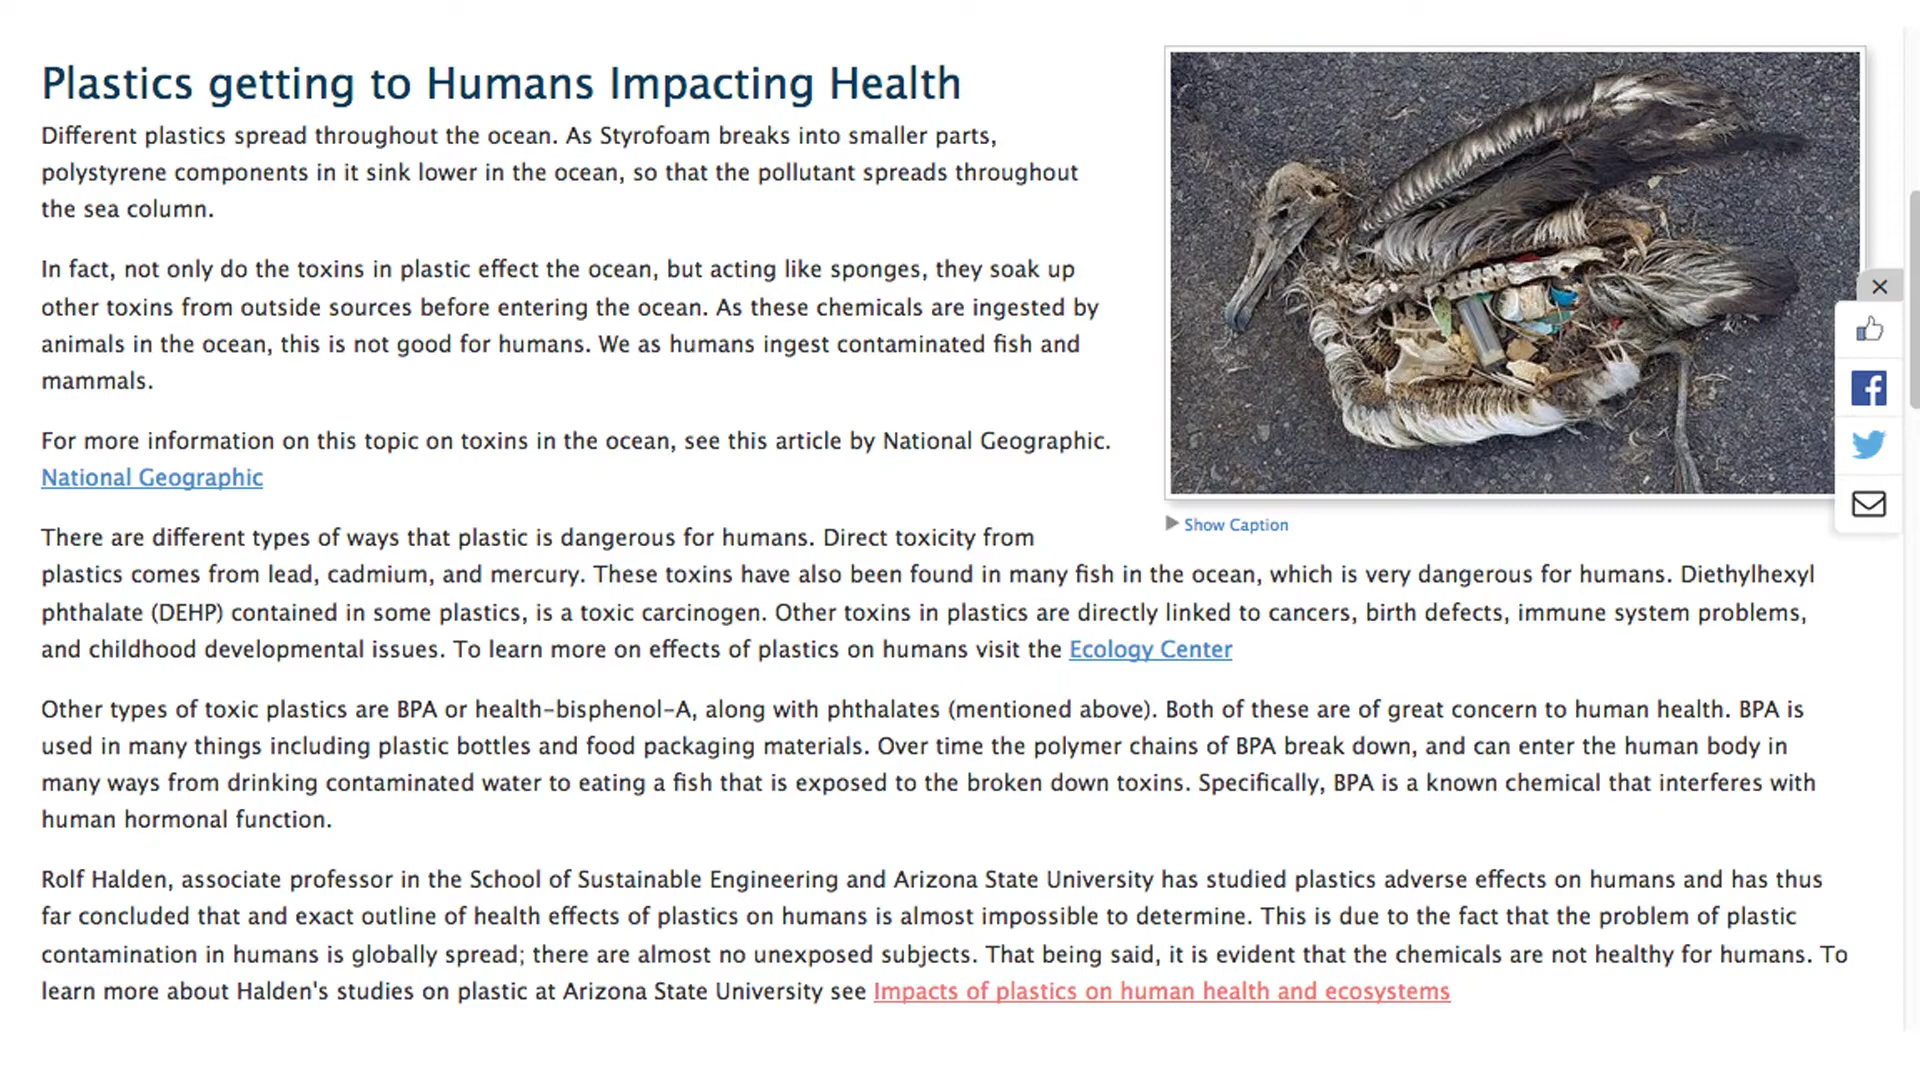 Plastics getting to Humans Impacting Health
Different plastics spread throughout the ocean. As Styrofoam breaks into smaller parts,
polystyrene components in it sink lower in the ocean, so that the pollutant spreads throughout
the sea column.
In fact, not only do the toxins in plastic effect the ocean, but acting like sponges, they soak up
other toxins from outside sources before entering the ocean. As these chemicals are ingested by
animals in the ocean, this is not good for humans. We as humans ingest contaminated fish and
mammals.
For more information on this topic on toxins in the ocean, see this article by National Geographic.
National Geographic
Show Caption
There are different types of ways that plastic is dangerous for humans. Direct toxicity from
plastics comes from lead, cadmium, and mercury. These toxins have also been found in many fish in the ocean, which is very dangerous for humans. Diethylhexyl
phthalate (DEHP) contained in some plastics, is a toxic carcinogen. Other toxins in plastics are directly linked to cancers, birth defects, immune system problems,
and childhood developmental issues. To learn more on effects of plastics on humans visit the Ecology Center
Other types of toxic plastics are BPA or health-bisphenol-A, along with phthalates (mentioned above). Both of these are of great concern to human health. BPA is
used in many things including plastic bottles and food packaging materials. Over time the polymer chains of BPA break down, and can enter the human body in
many ways from drinking contaminated water to eating a fish that is exposed to the broken down toxins. Specifically, BPA is a known chemical that interferes with
human hormonal function.
Rolf Halden, associate professor in the School of Sustainable Engineering and Arizona State University has studied plastics adverse effects on humans and has thus
far concluded that and exact outline of health effects of plastics on humans is almost impossible to determine. This is due to the fact that the problem of plastic
contamination in humans is globally spread; there are almost no unexposed subjects. That being said, it is evident that the chemicals are not healthy for humans. To
learn more about Halden's studies on plastic at Arizona State University see Impacts of plastics on human health and ecosystems